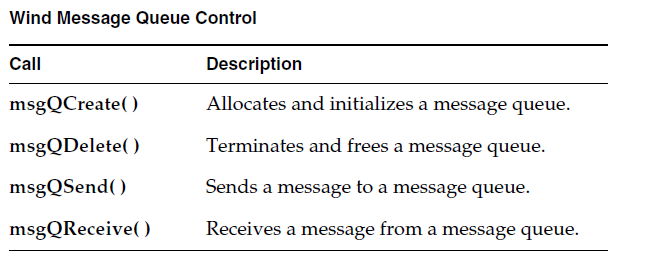 Wind Message Queue Control
Call Description
msgQCreate( ) Allocates and initializes a message queue.
msgQDelete( ) Terminates and frees a message queue.
msgQSend( ) Sends a message to a message queue.
msgQReceive( ) Receives a message from a message queue.